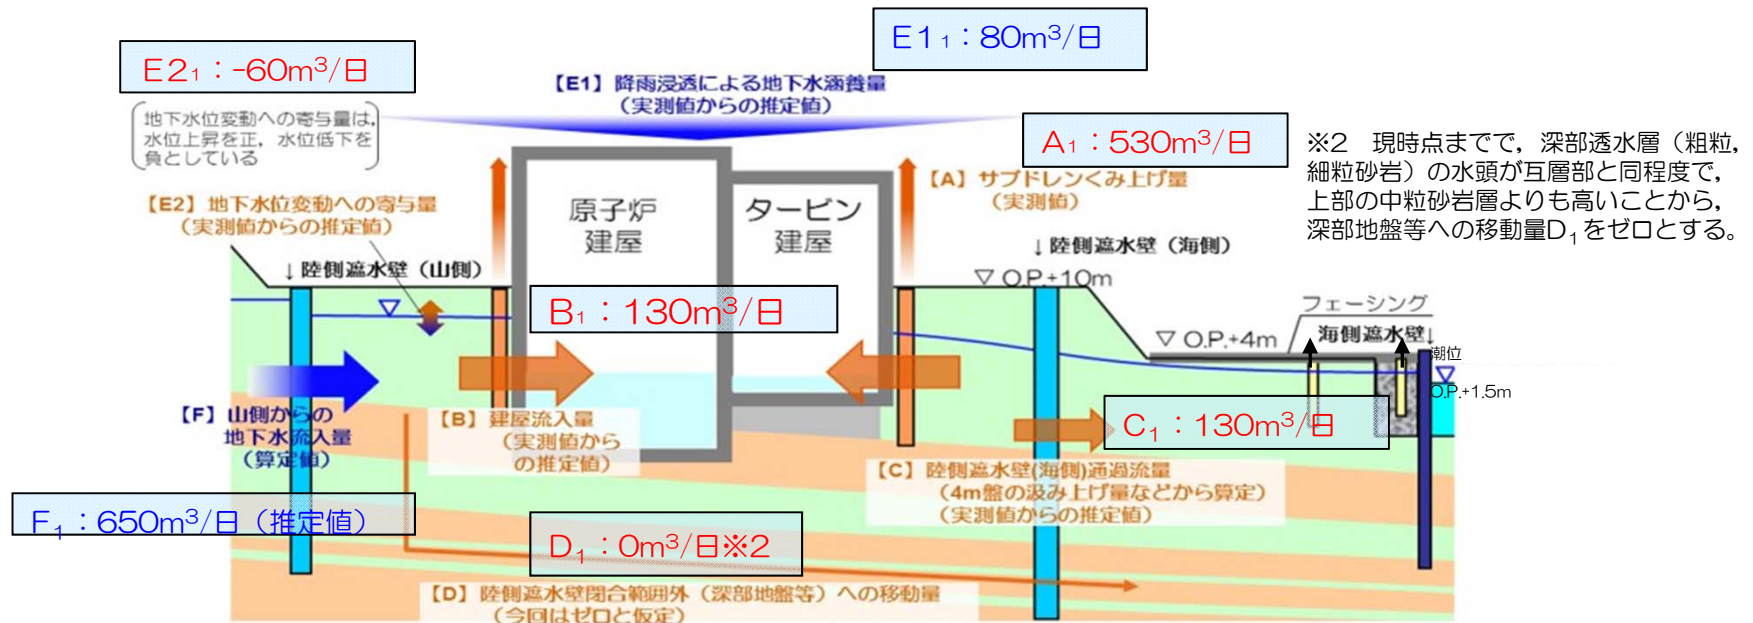 E1₁：80m³/日
E2₁：-60m³/日
【E1】降雨浸透による地下水涵養量
（実測値からの推定値）
地下水位変動への寄与量は，
水位上昇を正，水位低下を
負としている
A₁：530m³/日
※2　現時点までで，深部透水層（粗粒，
細粒砂岩）の水頭が互層部と同程度で，
上部の中粒砂岩層よりも高いことから，
深部地盤等への移動量D₁をゼロとする。
【A】サブドレンくみ上げ量
（実測値）
【E2】地下水位変動への寄与量
（実測値からの推定値）
原子炉
建屋
タービン
建屋
↓陸側遮水壁（山側）
↓陸側遮水壁（海側）
▽ O.P.+10m
B₁：130m³/日
フェーシング
▽ O.P.+4m
海側遮水壁↓
潮位
O.P.+1.5m
【F】山側からの
地下水流入量
（算定値）
【B】建屋流入量
（実測値から
の推定値）
C₁：130m³/日
【C】陸側遮水壁(海側)通過流量
（4m盤の汲み上げ量などから算定）
（実測値からの推定値）
F₁：650m³/日（推定値）
D₁：0m³/日※2
【D】陸側遮水壁閉合範囲外（深部地盤等）への移動量
（今回はゼロと仮定）